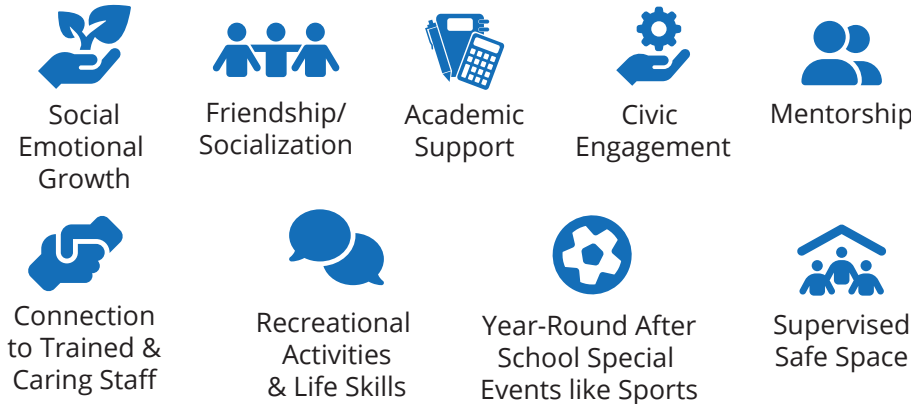 Social
Emotional
Growth
Friendship/
Socialization
Academic
Support
Civic
Engagement
Mentorship
Connection
to Trained &
Caring Staff
Recreational
Activities
& Life Skills
Year-Round After
School Special
Events like Sports
Supervised
Safe Space